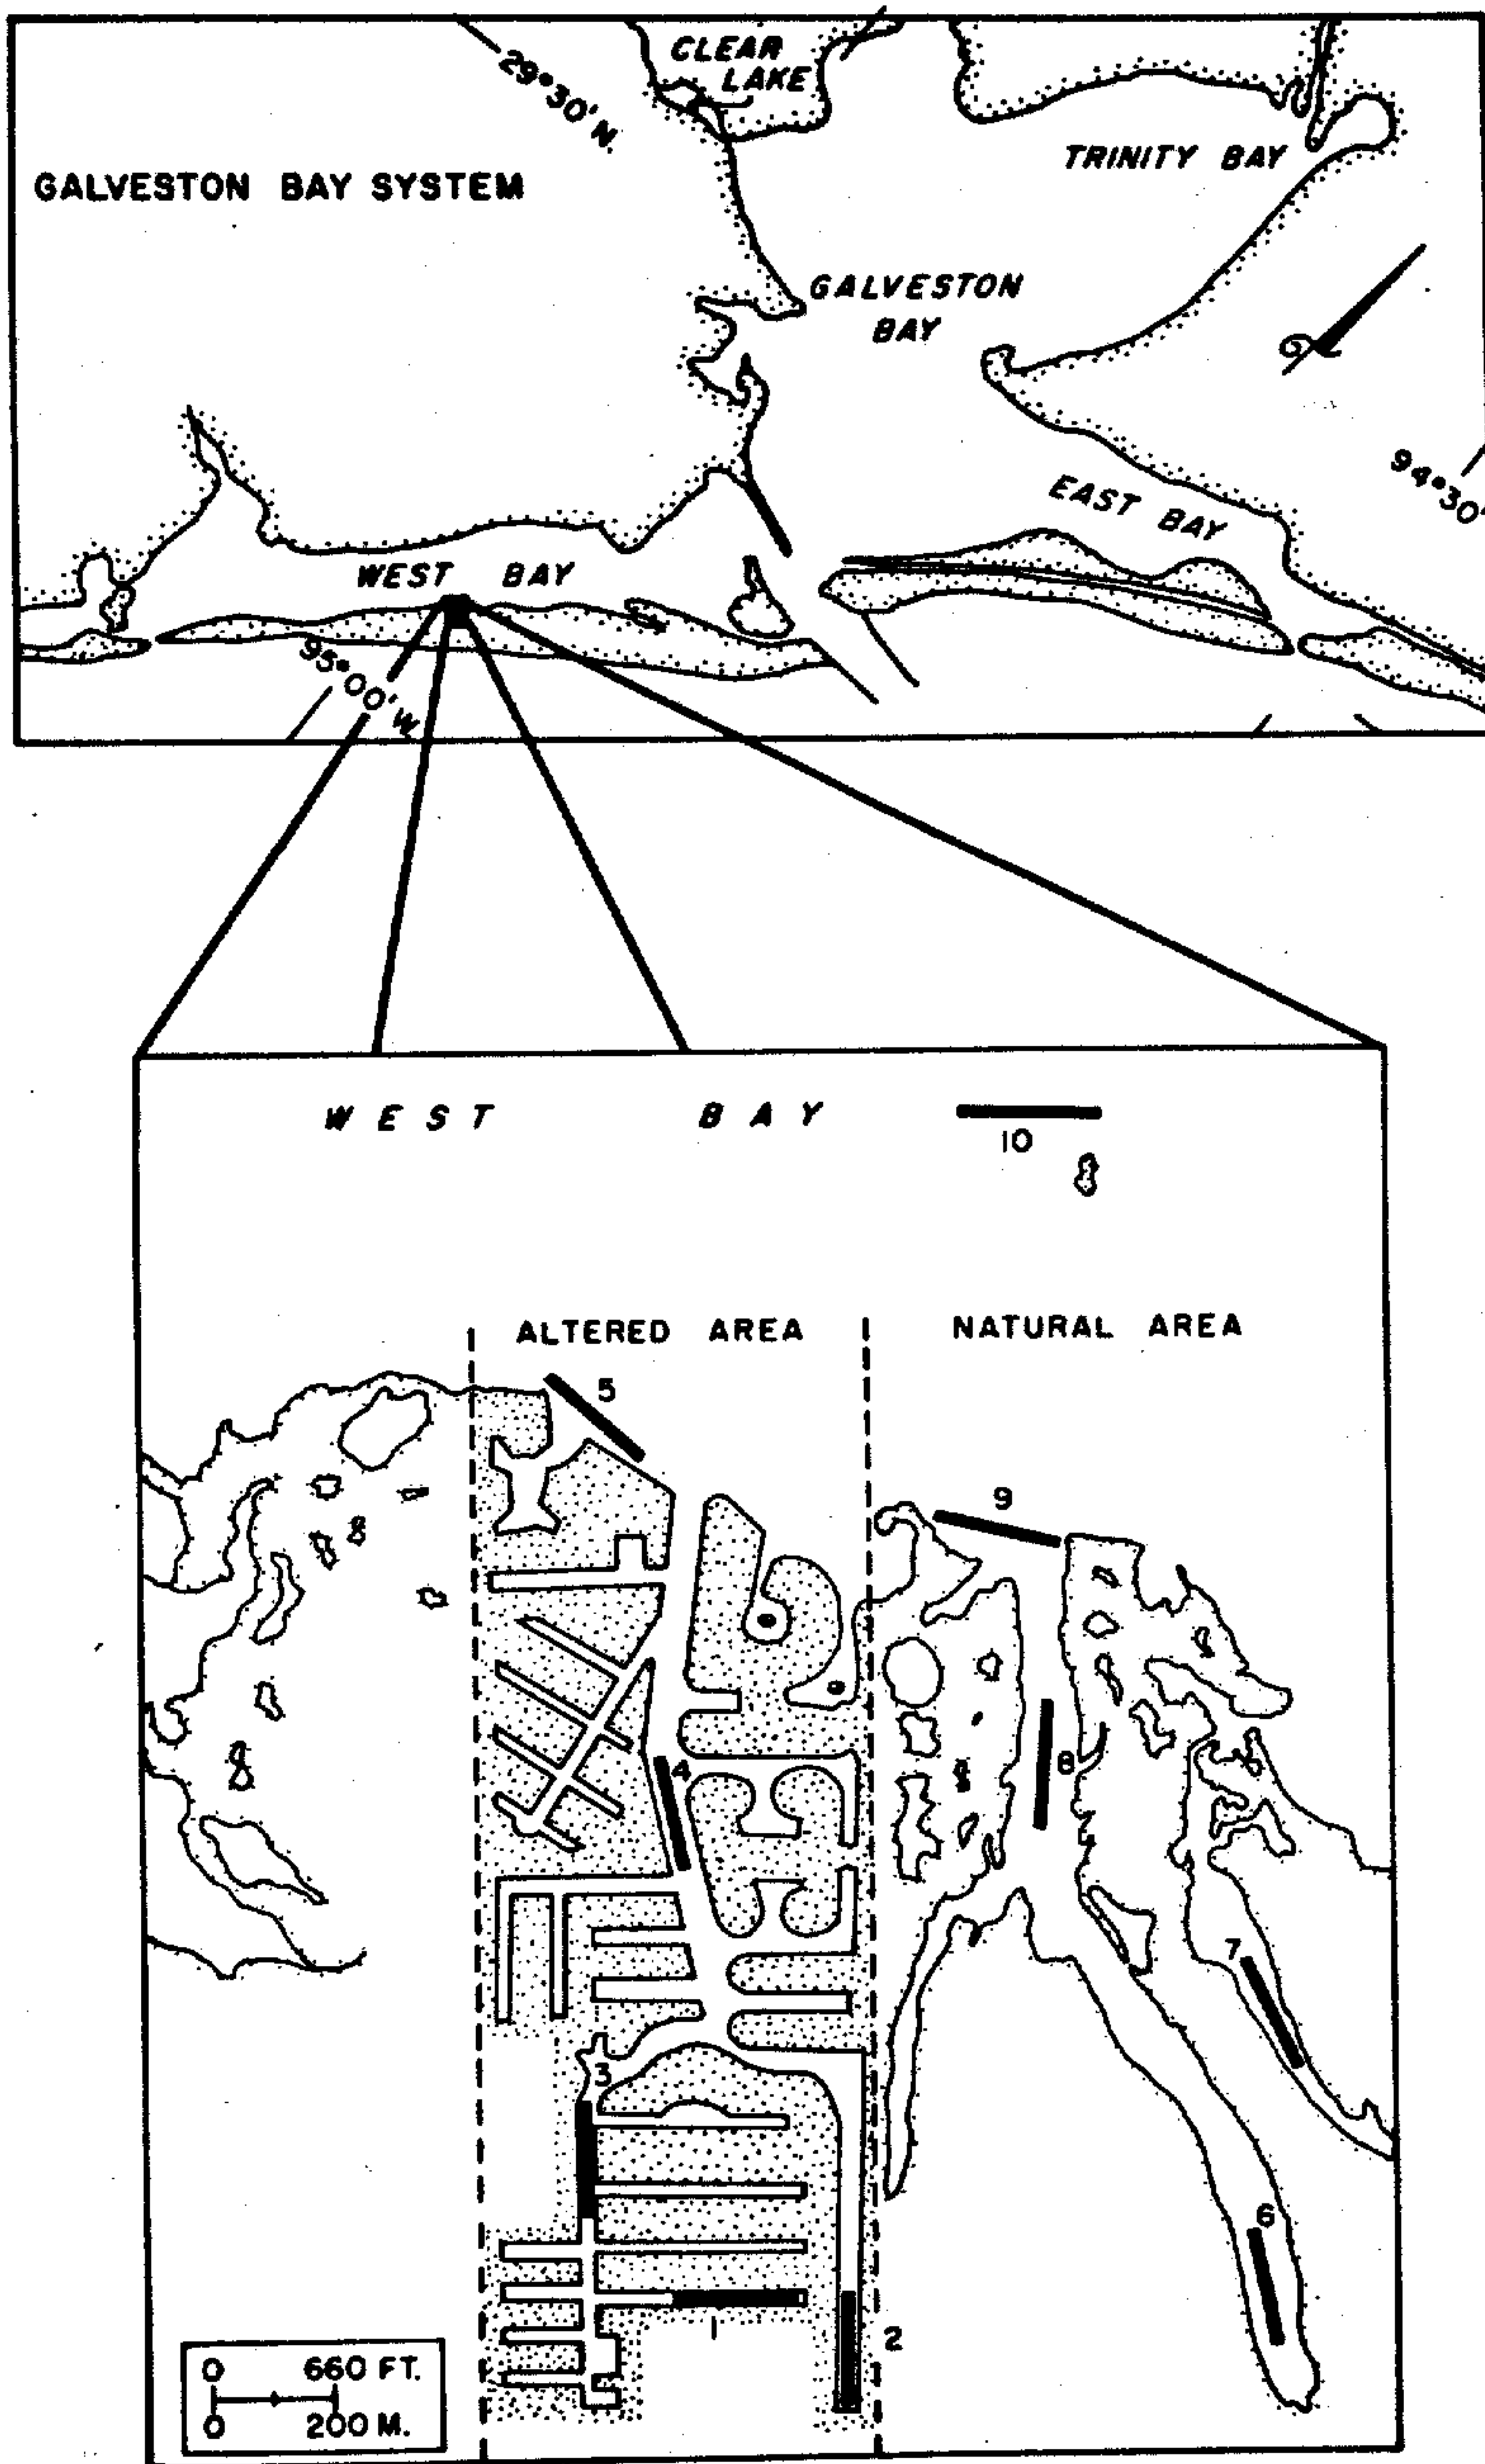 CLEAR
LAKE
29°30' N.
TRINITY BAY
GALVESTON BAY SYSTEM
GALVESTON
BAY
94°30'
EAST BAY
WEST BAY
95°00' W
WEST BAY
10
ALTERED AREA
NATURAL AREA
5
9
4
8
7
3
6
1
2
0 660 FT.
0 200 M.